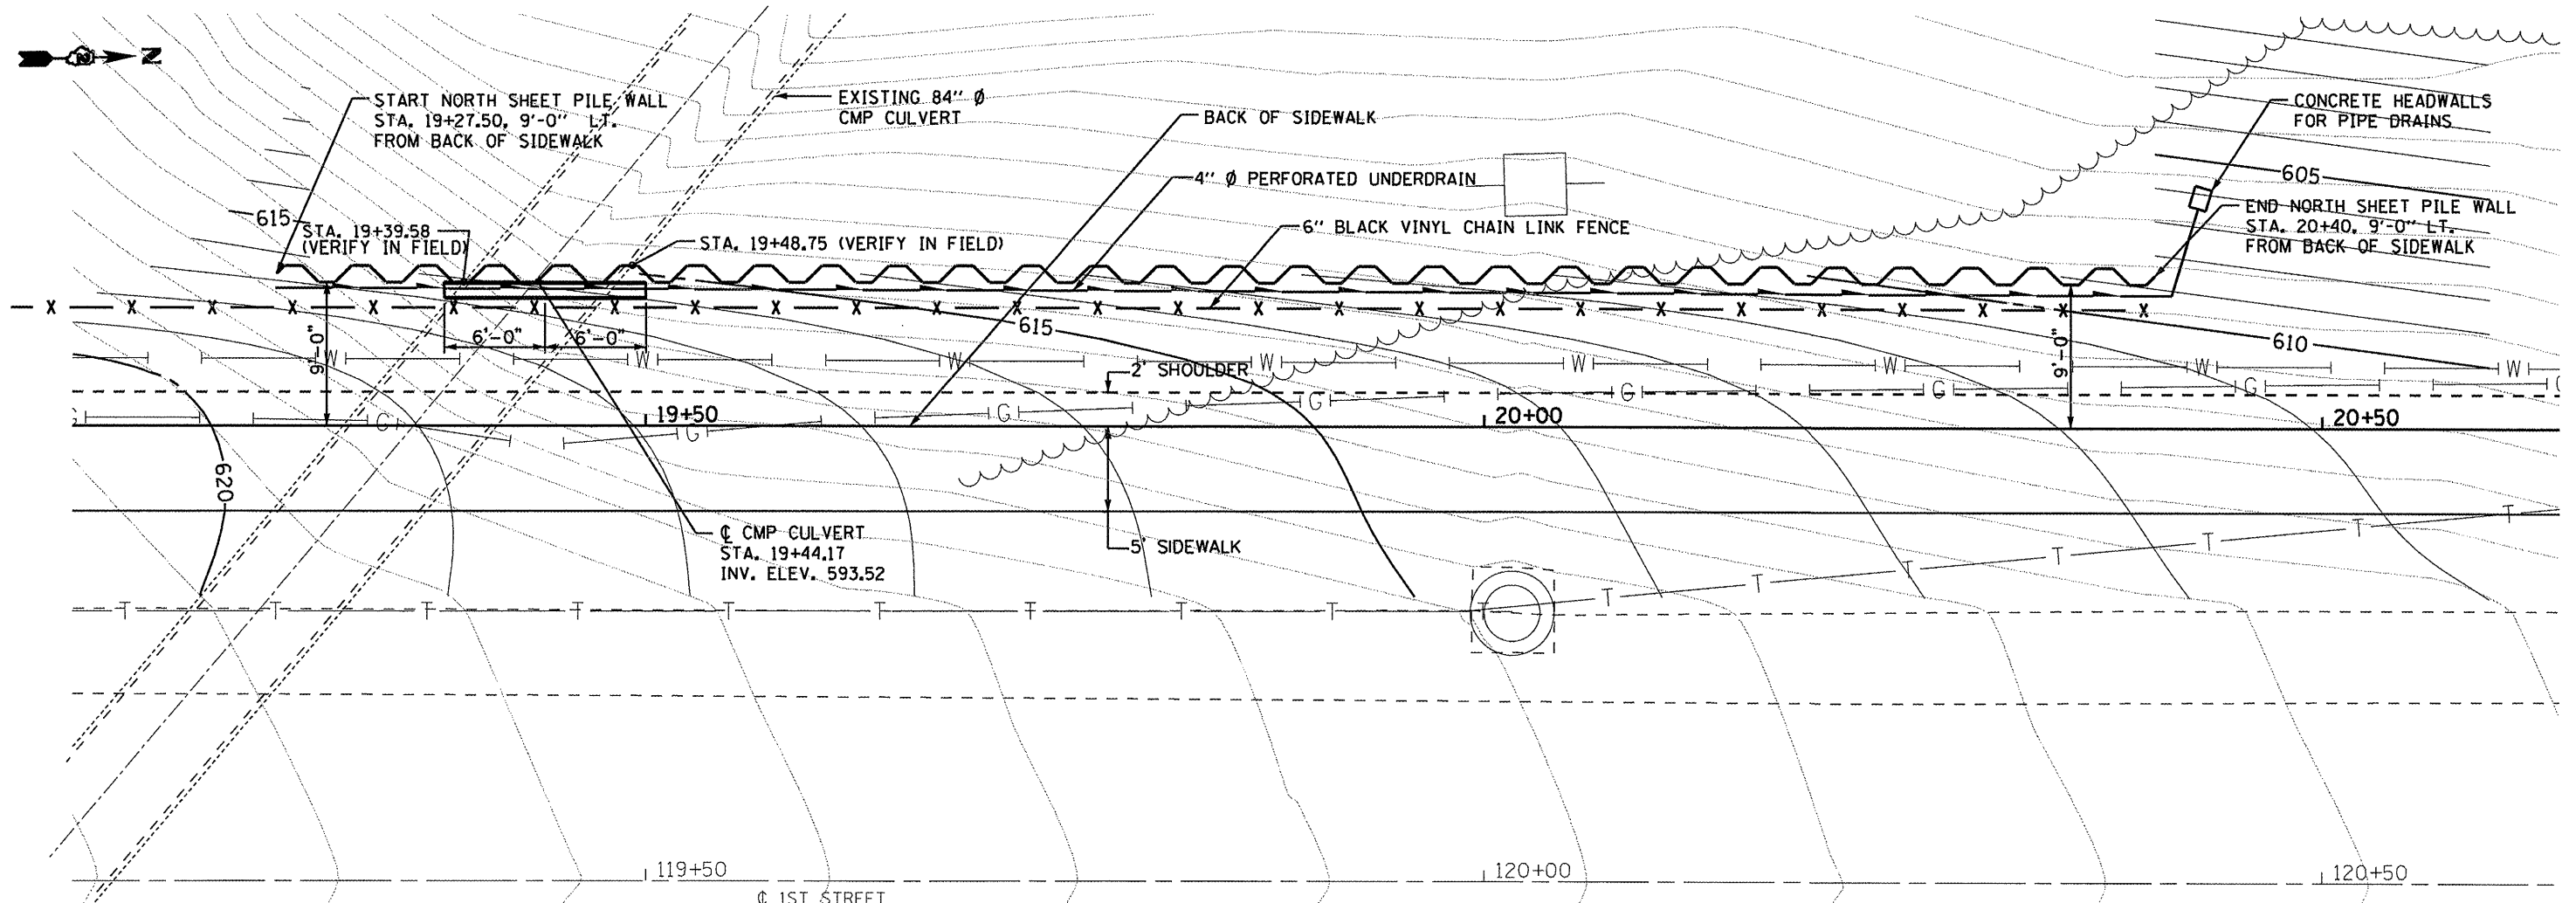 N
START NORTH SHEET PILE WALL
STA. 19+27.50, 9'-0" LT.
FROM BACK OF SIDEWALK
EXISTING 84" Ø
CMP CULVERT
BACK OF SIDEWALK
CONCRETE HEADWALLS
FOR PIPE DRAINS
4" Ø PERFORATED UNDERDRAIN
605
615
STA. 19+39.58
(VERIFY IN FIELD)
STA. 19+48.75 (VERIFY IN FIELD)
6" BLACK VINYL CHAIN LINK FENCE
END NORTH SHEET PILE WALL
STA. 20+40, 9'-0" LT.
FROM BACK OF SIDEWALK
X X X X X X X X X X X X X X X X X X X X X X X X X X X
615
9'-0"
6'-0" 6'-0"
9'-0"
610
W W W W W W W W
2' SHOULDER
G G G G G G G G
19+50
20+00
20+50
620
℄ CMP CULVERT
STA. 19+44.17
INV. ELEV. 593.52
5' SIDEWALK
T T T T T T T T T T T T T T T T T
119+50
120+00
120+50
℄ 1ST STREET